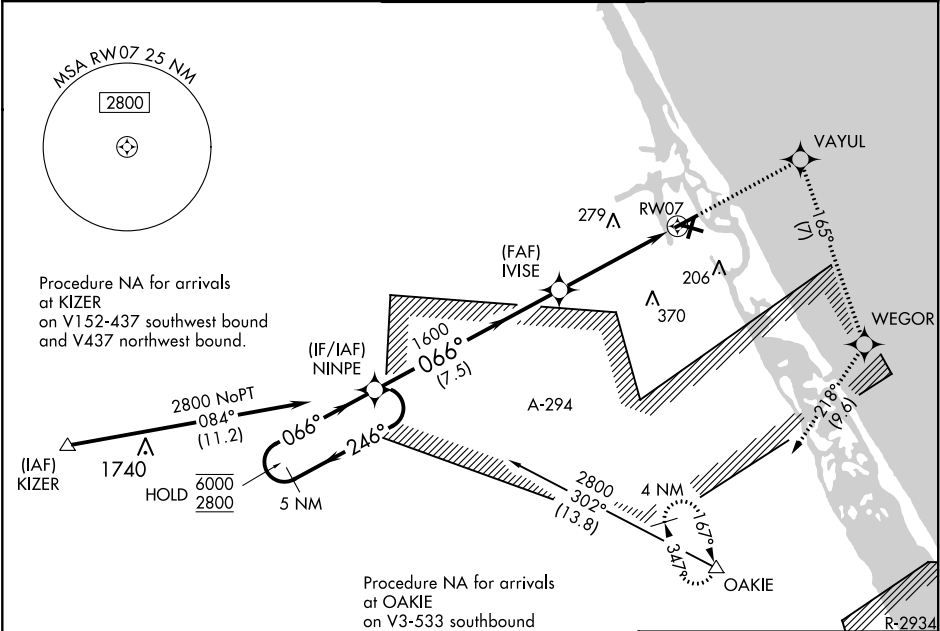 MSA RW07 25 NM
2800
VAYUL
279
RW07
165°
(7)
(FAF)
IVISE
206
370
Procedure NA for arrivals
at KIZER
on V152-437 southwest bound
and V437 northwest bound.
WEGOR
1600
066°
(7.5)
(IF/IAF)
NINPE
218°
(9.6)
A-294
2800 NoPT
084°
(11.2)
066°
246°
(IAF)
KIZER
1740
HOLD
6000
2800
5 NM
2800
302°
(13.8)
4 NM
167°
347°
OAKIE
Procedure NA for arrivals
at OAKIE
on V3-533 southbound
R-2934